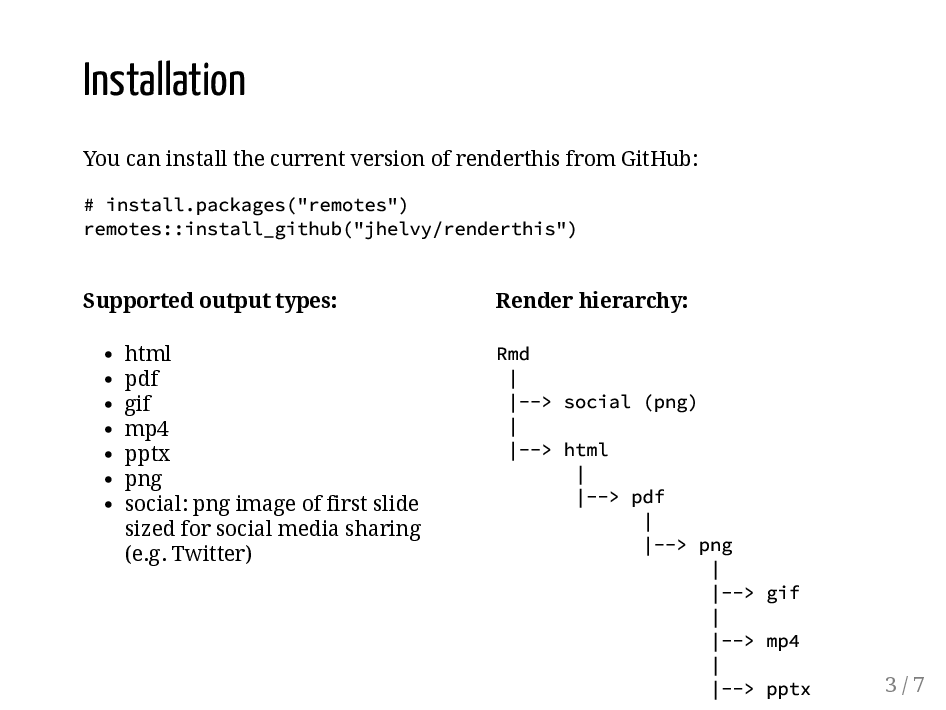 Installation
You can install the current version of renderthis from GitHub:
# install.packages("remotes")
remotes::install_github("jhelvy/renderthis")
Supported output types:
• html
• pdf
• gif
• mp4
• pptx
• png
• social: png image of first slide
sized for social media sharing
(e.g. Twitter)
Render hierarchy:
Rmd
 |
 |--> social (png)
 |
 |--> html
       |
       |--> pdf
             |
             |--> png
                   |
                   |--> gif
                   |
                   |--> mp4
                   |
                   |--> pptx
3 / 7